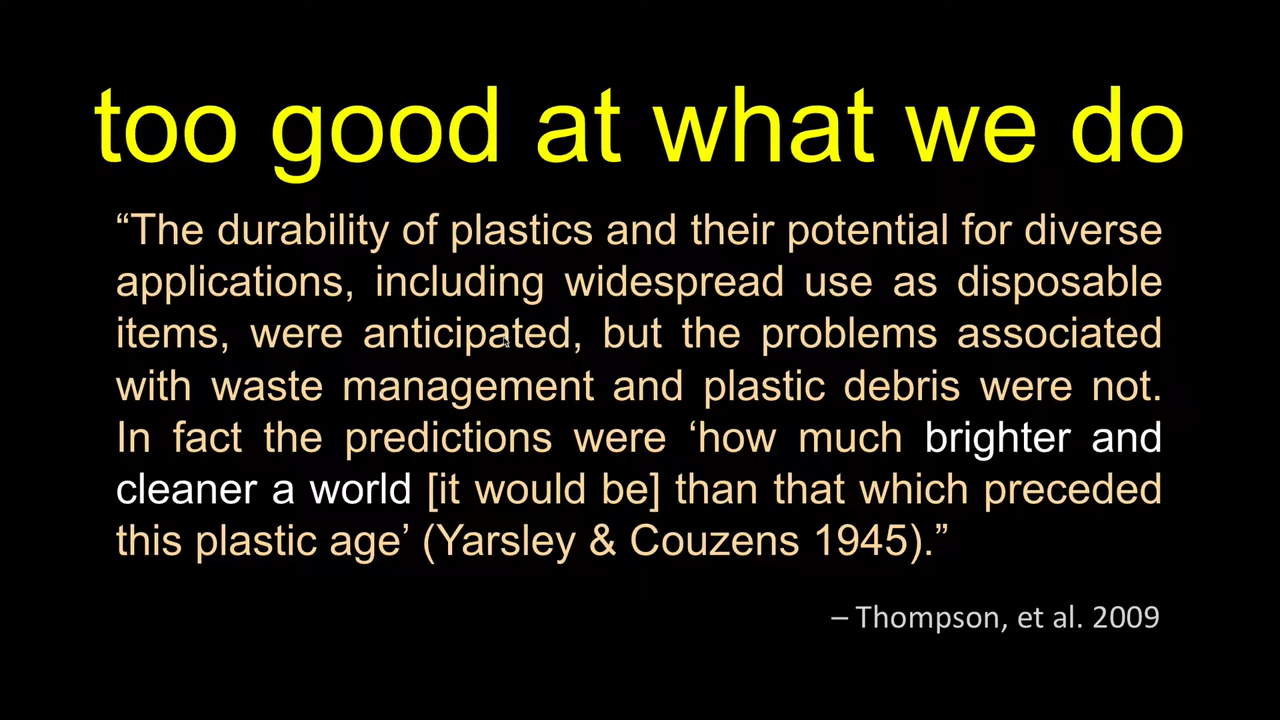 too good at what we do
“The durability of plastics and their potential for diverse
applications, including widespread use as disposable
items, were anticipated, but the problems associated
with waste management and plastic debris were not.
In fact the predictions were ‘how much brighter and
cleaner a world [it would be] than that which preceded
this plastic age’ (Yarsley & Couzens 1945).”
– Thompson, et al. 2009